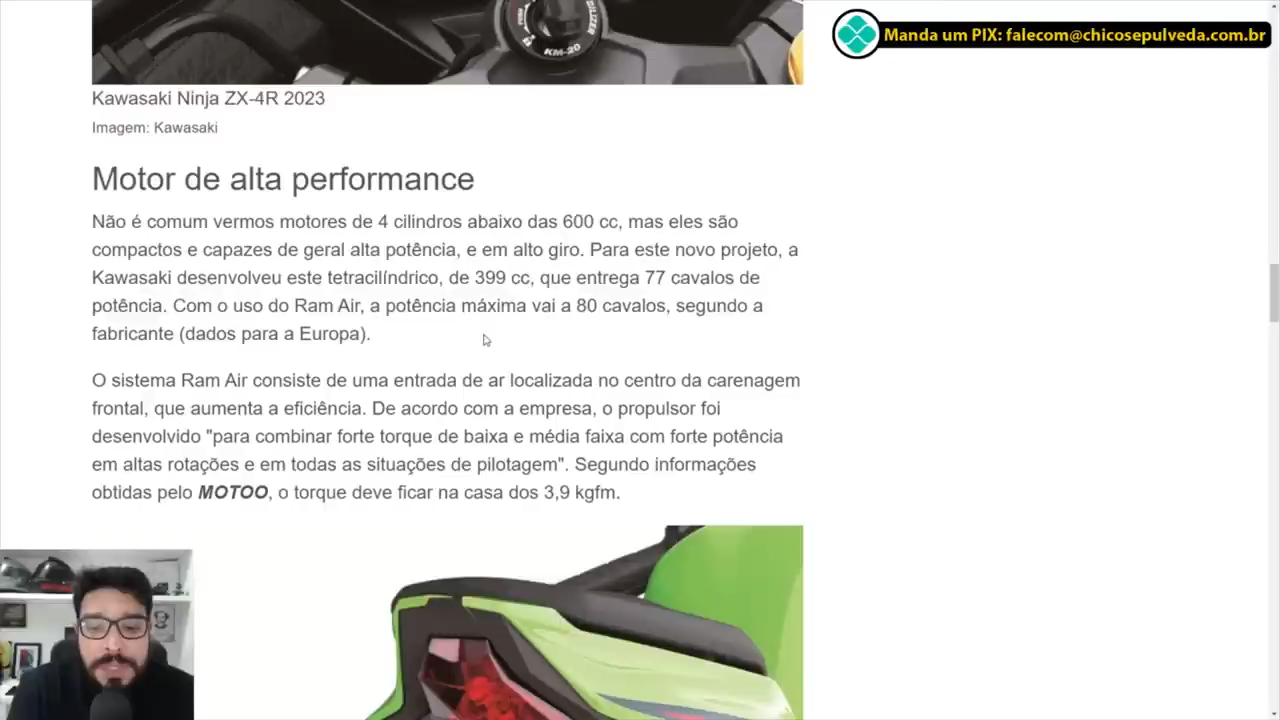 Manda um PIX: falecom@chicosepulveda.com.br
KM-20
Kawasaki Ninja ZX-4R 2023
Imagem: Kawasaki
Motor de alta performance
Não é comum vermos motores de 4 cilindros abaixo das 600 cc, mas eles são
compactos e capazes de geral alta potência, e em alto giro. Para este novo projeto, a
Kawasaki desenvolveu este tetracilíndrico, de 399 cc, que entrega 77 cavalos de
potência. Com o uso do Ram Air, a potência máxima vai a 80 cavalos, segundo a
fabricante (dados para a Europa).
O sistema Ram Air consiste de uma entrada de ar localizada no centro da carenagem
frontal, que aumenta a eficiência. De acordo com a empresa, o propulsor foi
desenvolvido "para combinar forte torque de baixa e média faixa com forte potência
em altas rotações e em todas as situações de pilotagem". Segundo informações
obtidas pelo MOTOO, o torque deve ficar na casa dos 3,9 kgfm.